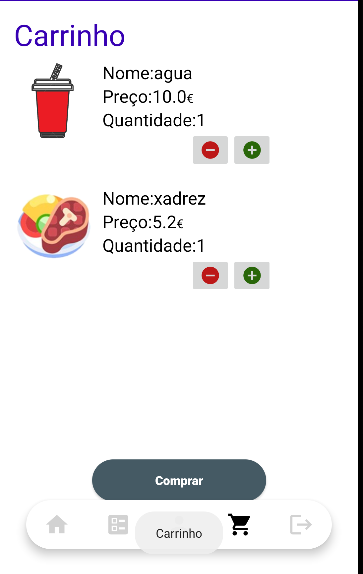 Carrinho
Nome:agua
Preço:10.0€
Quantidade:1
Nome:xadrez
Preço:5.2€
Quantidade:1
Comprar
Carrinho